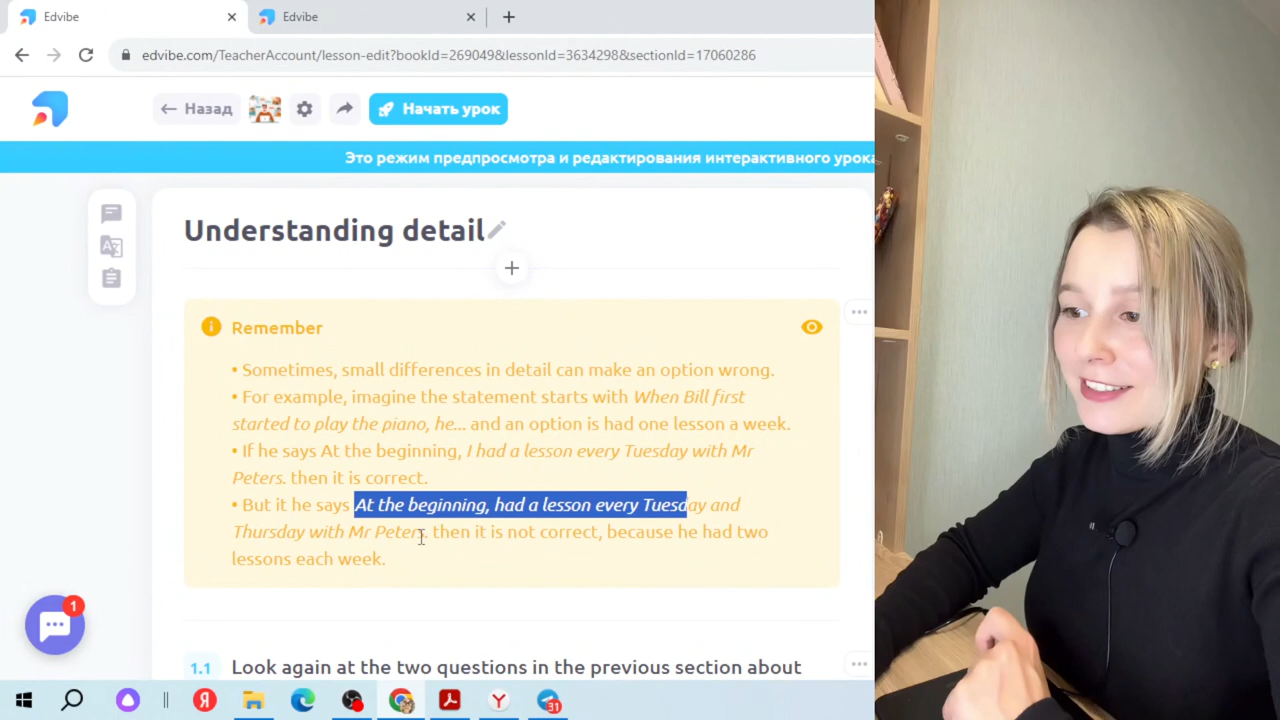 Edvibe
Edvibe
edvibe.com/TeacherAccount/lesson-edit?bookId=269049&lessonId=3634298&sectionId=17060286
Назад
Начать урок
Это режим предпросмотра и редактирования интерактивного урока
Understanding detail
Remember
• Sometimes, small differences in detail can make an option wrong.
• For example, imagine the statement starts with When Bill first
started to play the piano, he... and an option is had one lesson a week.
• If he says At the beginning, I had a lesson every Tuesday with Mr
Peters. then it is correct.
• But it he says At the beginning, had a lesson every Tuesday and
Thursday with Mr Peters. then it is not correct, because he had two
lessons each week.
1
1.1 Look again at the two questions in the previous section about
31